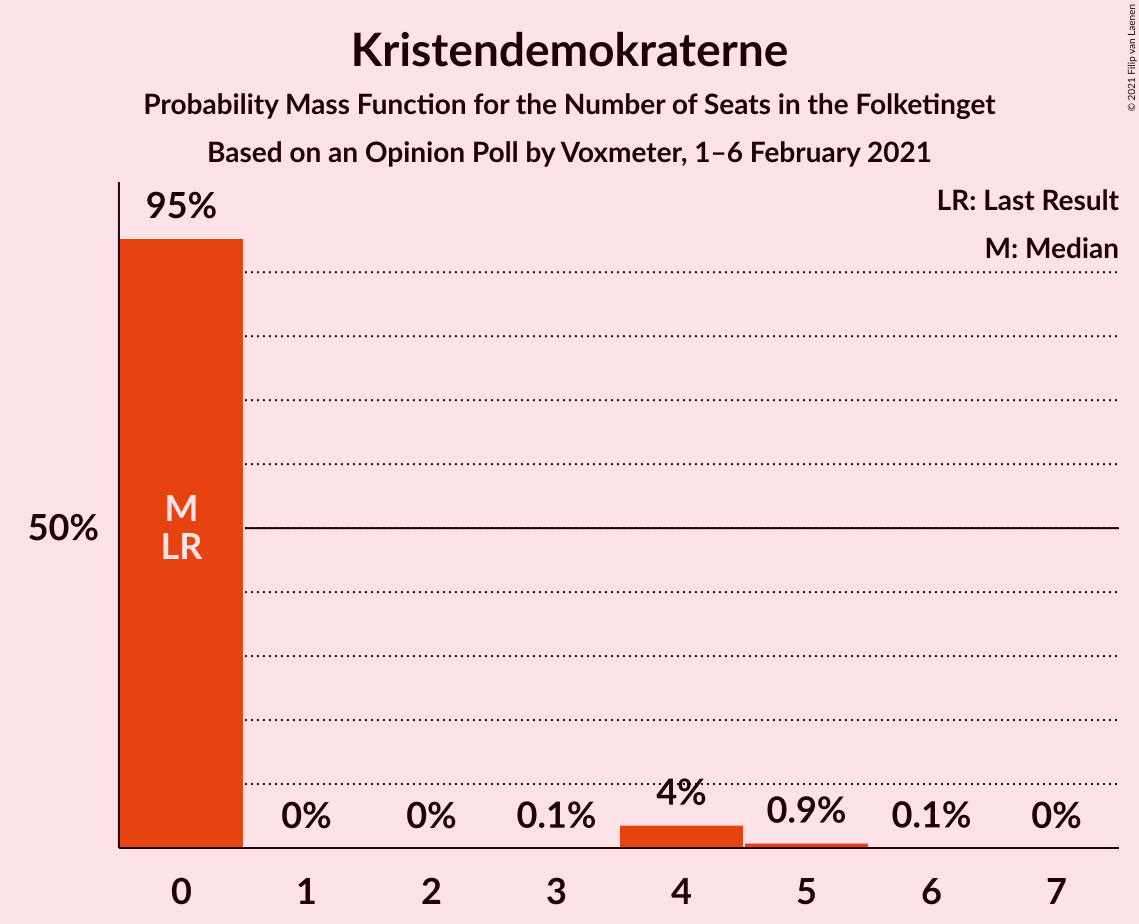 Kristendemokraterne
Probability Mass Function for the Number of Seats in the Folketinget
Based on an Opinion Poll by Voxmeter, 1–6 February 2021
© 2021 Filip van Laenen
LR: Last Result
M: Median
95%
50%
M
LR
0%
0%
0.1%
4%
0.9%
0.1%
0%
0
1
2
3
4
5
6
7